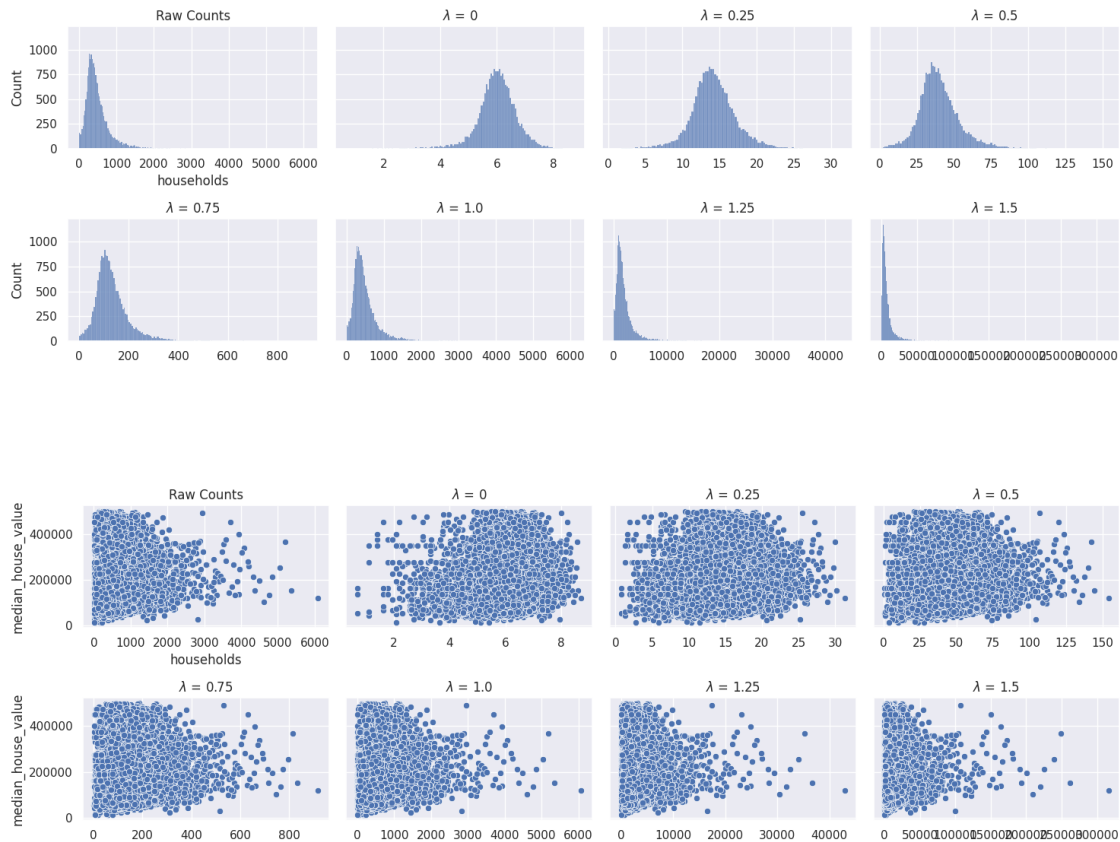 Raw Counts
λ = 0
λ = 0.25
λ = 0.5
Count
1000
750
500
250
0
0 1000 2000 3000 4000 5000 6000
2 4 6 8
0 5 10 15 20 25 30
0 25 50 75 100 125 150
households
λ = 0.75
λ = 1.0
λ = 1.25
λ = 1.5
Count
1000
750
500
250
0
0 200 400 600 800
0 1000 2000 3000 4000 5000 6000
0 10000 20000 30000 40000
0 50000 100000 150000 200000 250000 300000
Raw Counts
λ = 0
λ = 0.25
λ = 0.5
median_house_value
400000
200000
0
0 1000 2000 3000 4000 5000 6000
2 4 6 8
0 5 10 15 20 25 30
0 25 50 75 100 125 150
households
λ = 0.75
λ = 1.0
λ = 1.25
λ = 1.5
median_house_value
400000
200000
0
0 200 400 600 800
0 1000 2000 3000 4000 5000 6000
0 10000 20000 30000 40000
0 50000 100000 150000 200000 250000 300000